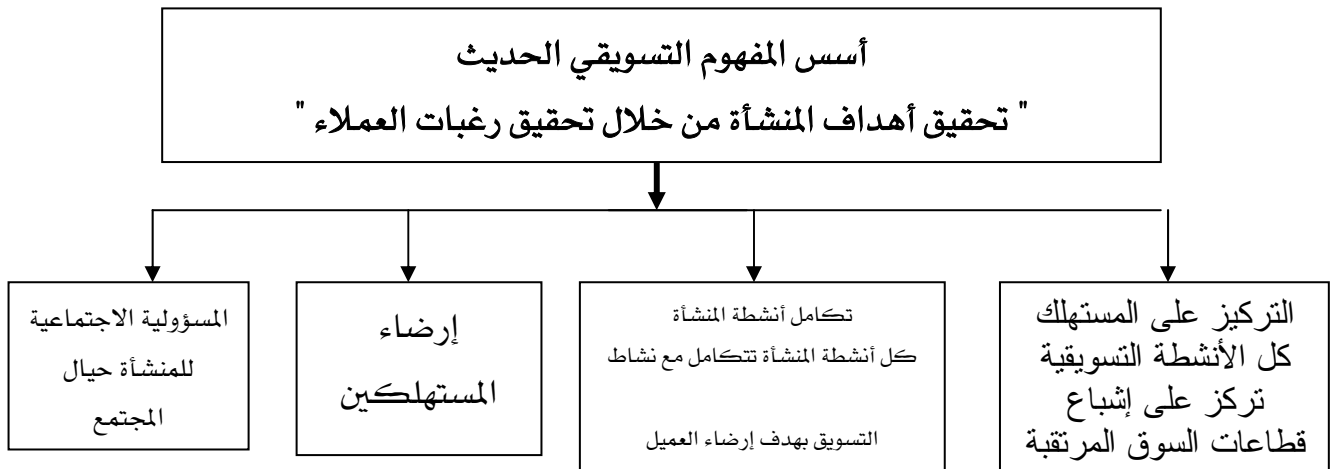 أسس المفهوم التسويقي الحديث
" تحقيق أهداف المنشأة من خلال تحقيق رغبات العملاء "
التركيز على المستهلك
كل الأنشطة التسويقية
تركز على إشباع
قطاعات السوق المرتقبة
تكامل أنشطة المنشأة
كل أنشطة المنشأة تتكامل مع نشاط
التسويق بهدف إرضاء العميل
إرضاء
المستهلكين
المسؤولية الاجتماعية
للمنشأة حيال
المجتمع